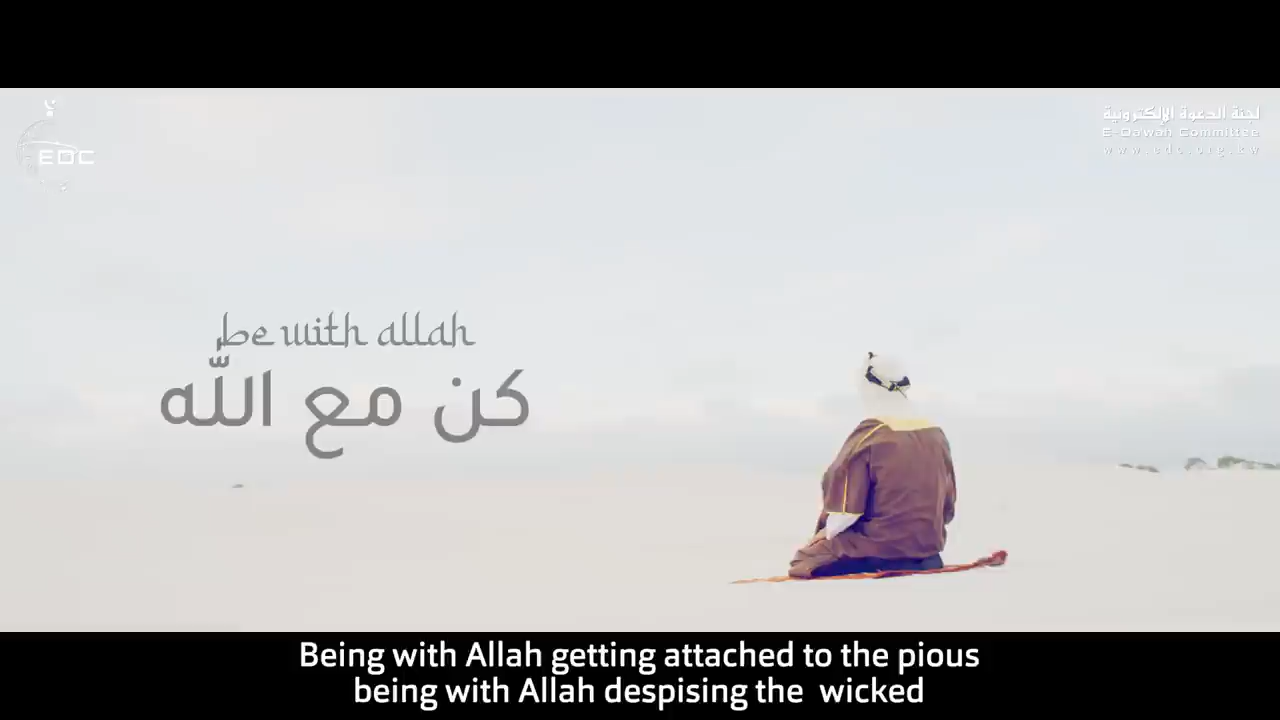 EDC
لجنة الدعوة الإلكترونية
E-Dawah Committee
www.edc.org.kw
be with allah
كن مع الله
Being with Allah getting attached to the pious
being with Allah despising the  wicked